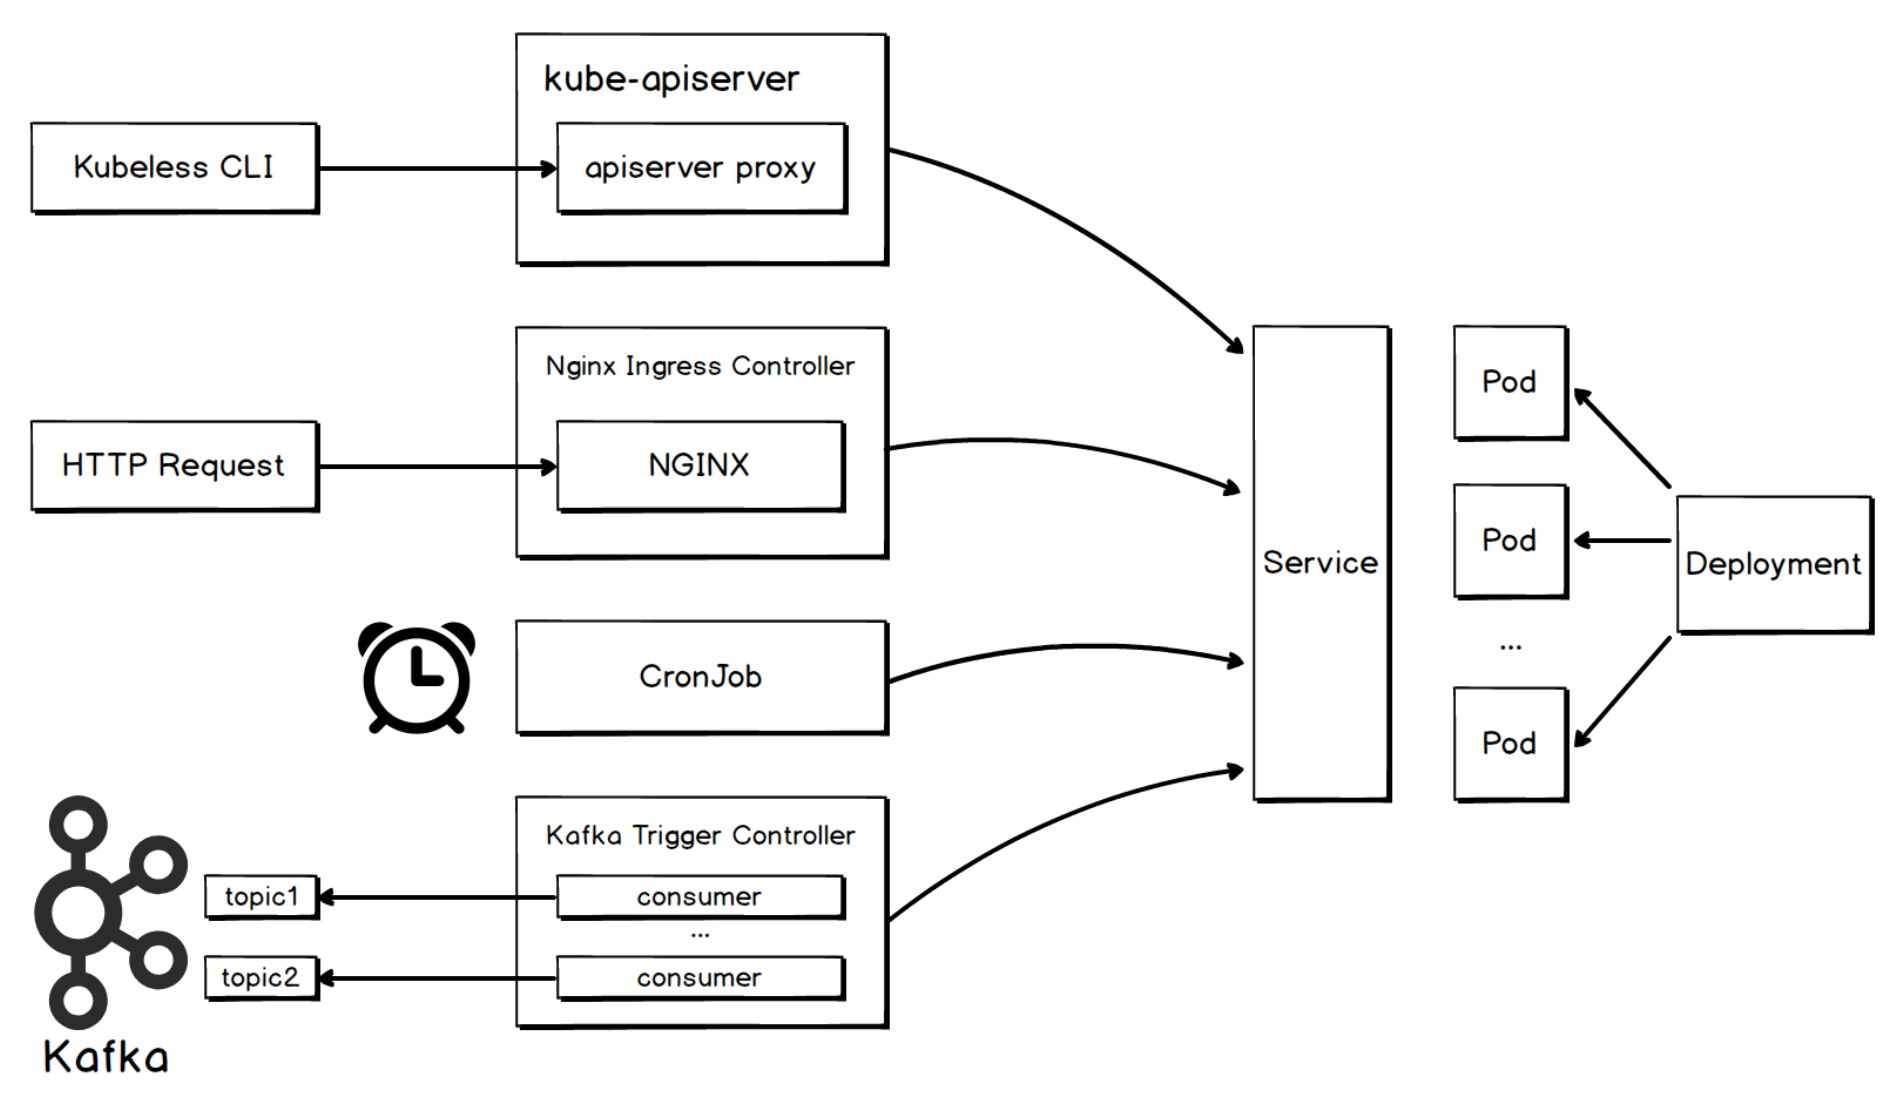 kube-apiserver
Kubeless CLI
apiserver proxy
Nginx Ingress Controller
HTTP Request
NGINX
CronJob
Kafka Trigger Controller
topic1
consumer
...
topic2
consumer
Kafka
Service
Pod
Pod
...
Pod
Deployment